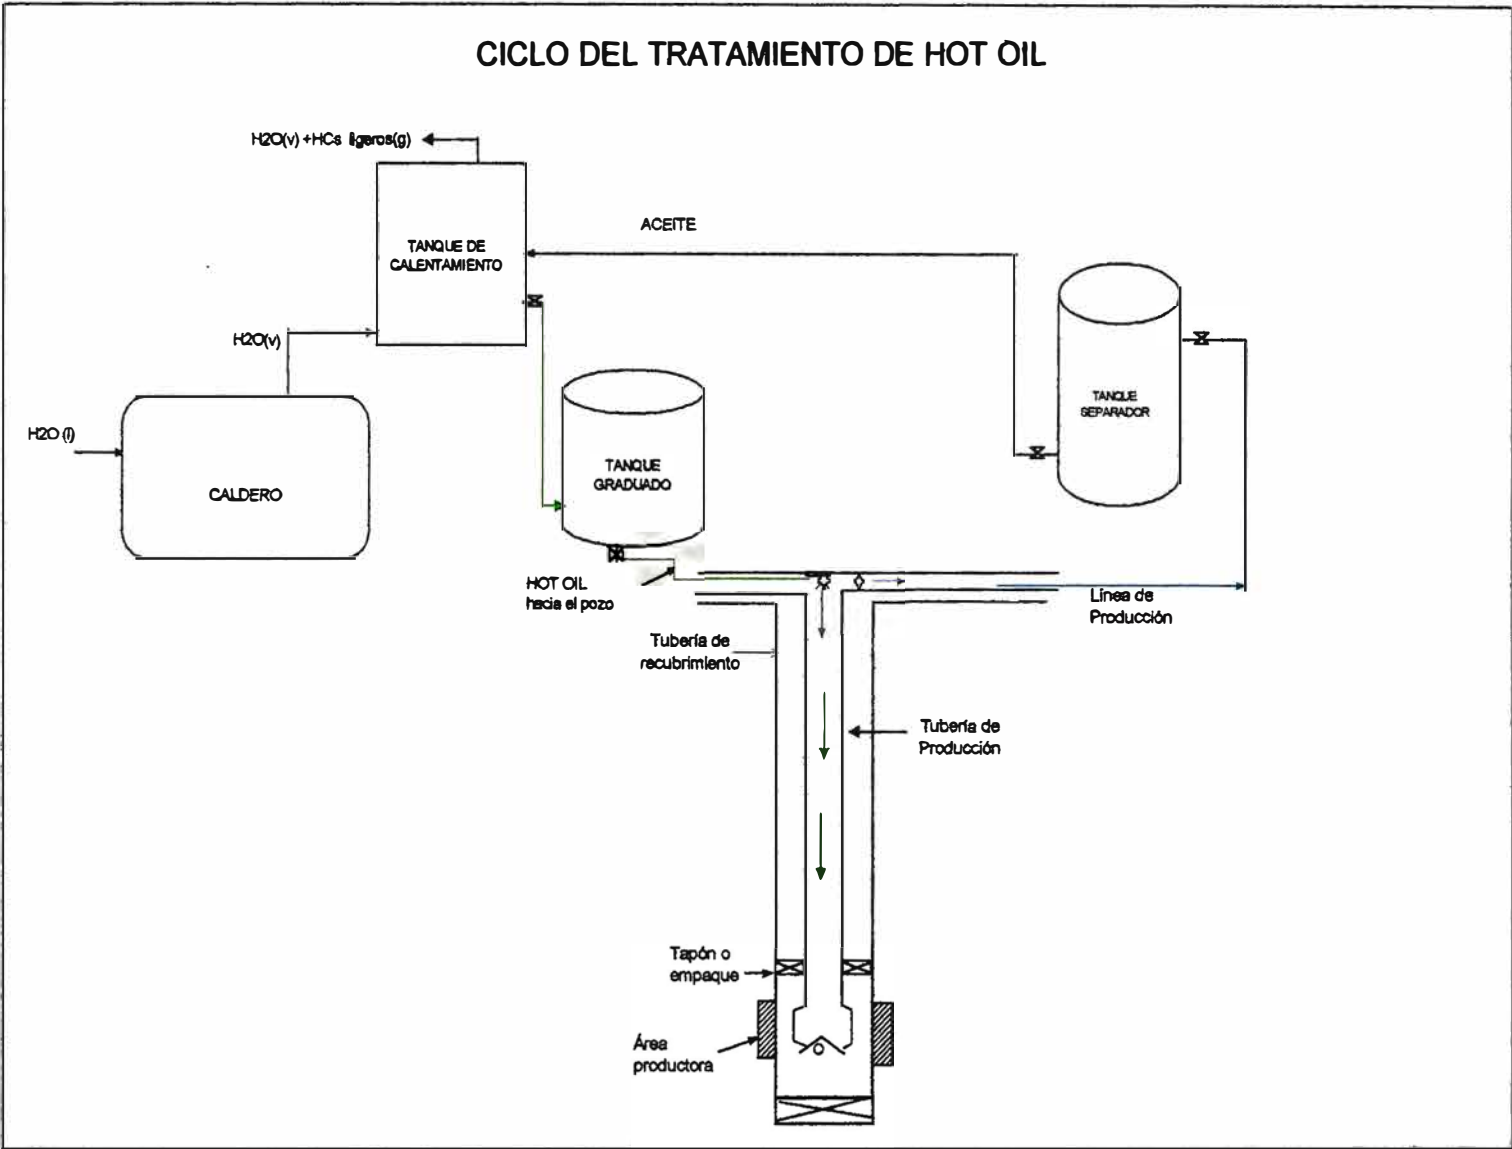 CICLO DEL TRATAMIENTO DE HOT OIL
H2O(v) +HCs ligeros(g)
ACEITE
TANQUE DE
CALENTAMIENTO
H2O(v)
TANQUE
SEPARADOR
H2O (l)
TANQUE
GRADUADO
CALDERO
HOT OIL
hacia el pozo
Línea de
Producción
Tubería de
recubrimiento
Tubería de
Producción
Tapón o
empaque
Área
productora